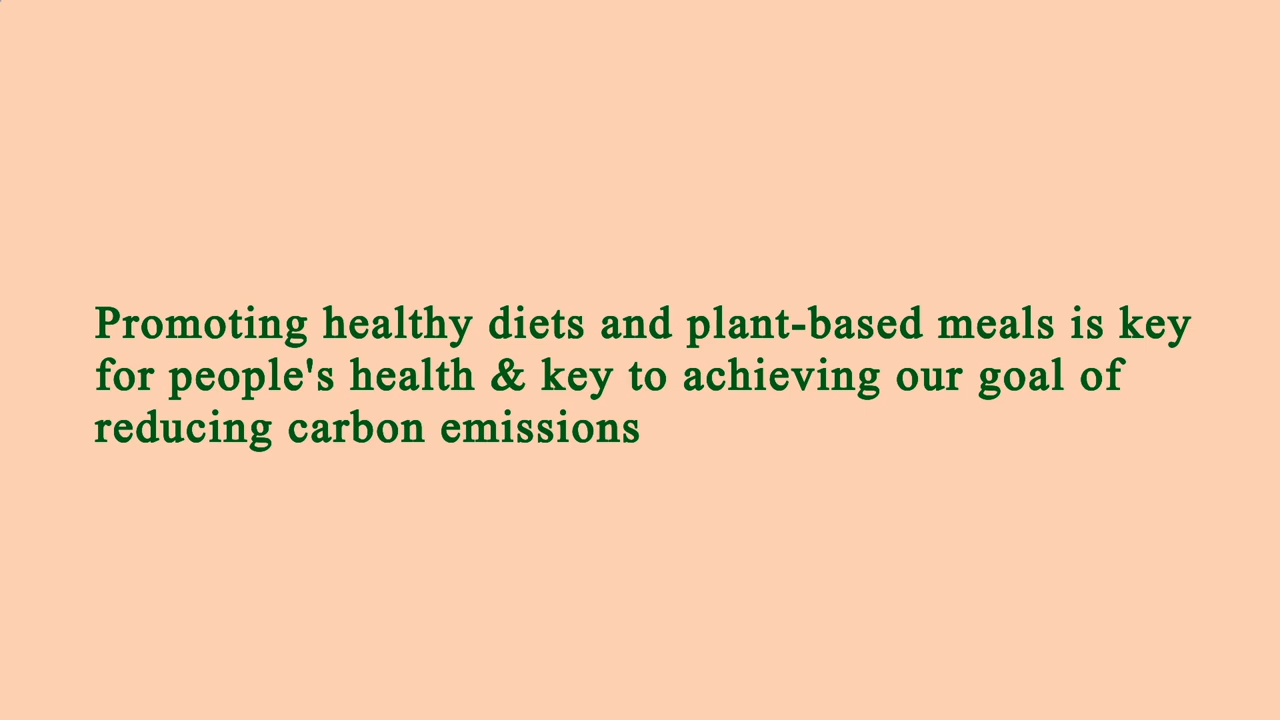 Promoting healthy diets and plant-based meals is key
for people's health & key to achieving our goal of
reducing carbon emissions